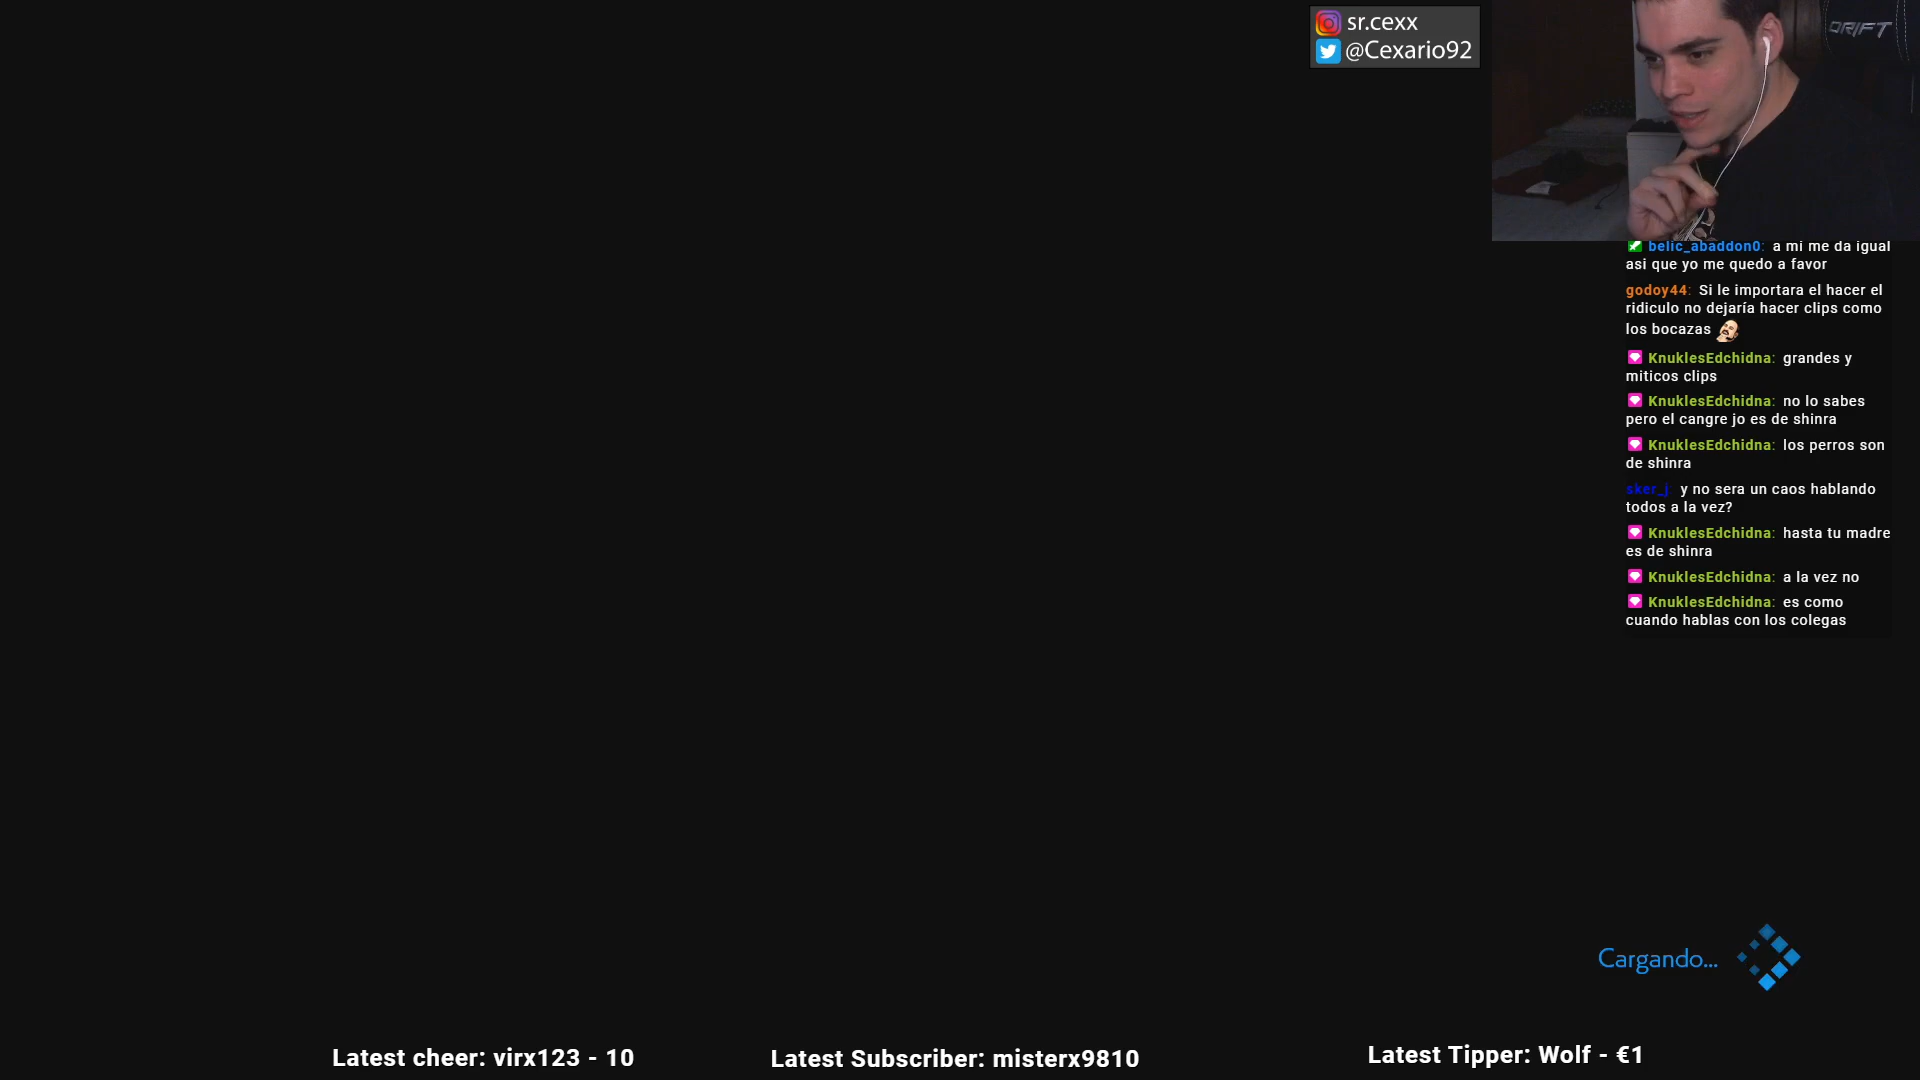 sr.cexx
@Cexario92
DRIFT
belic_abaddon0: a mi me da igual
asi que yo me quedo a favor
godoy44: Si le importara el hacer el
ridiculo no dejaría hacer clips como
los bocazas
KnuklesEdchidna: grandes y
miticos clips
KnuklesEdchidna: no lo sabes
pero el cangre jo es de shinra
KnuklesEdchidna: los perros son
de shinra
sker_j: y no sera un caos hablando
todos a la vez?
KnuklesEdchidna: hasta tu madre
es de shinra
KnuklesEdchidna: a la vez no
KnuklesEdchidna: es como
cuando hablas con los colegas
Cargando...
Latest cheer: virx123 - 10
Latest Subscriber: misterx9810
Latest Tipper: Wolf - €1